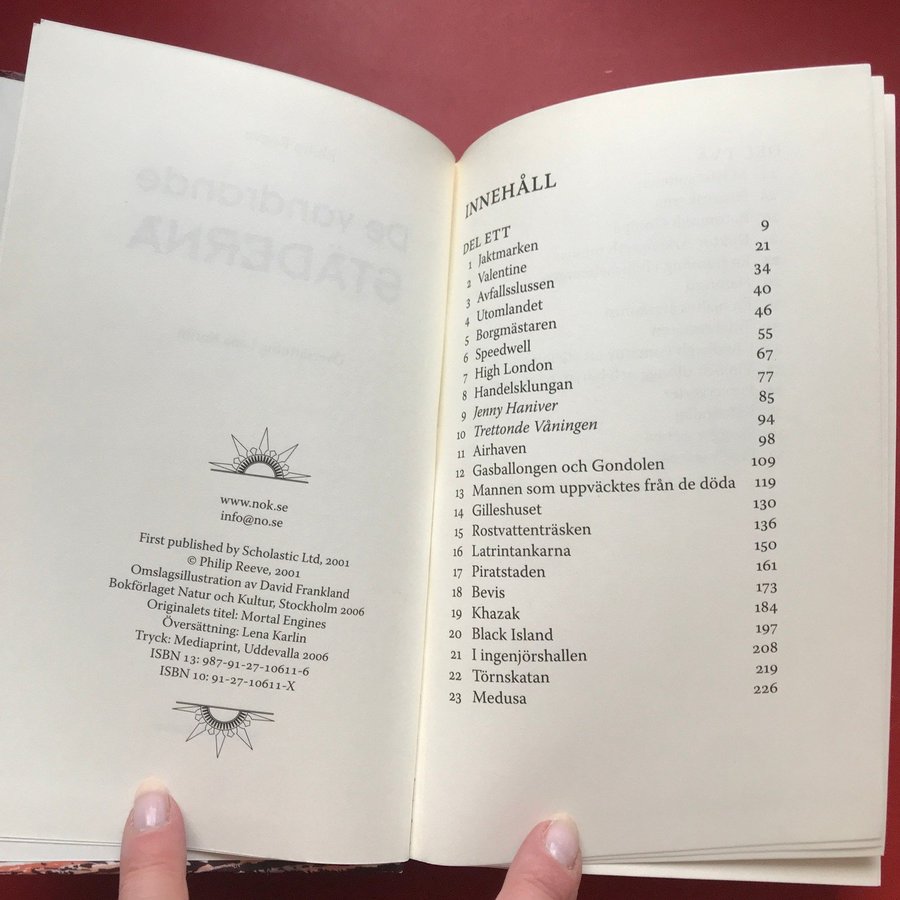 www.nok.se
info@no.se
First published by Scholastic Ltd, 2001
© Philip Reeve, 2001
Omslagsillustration av David Frankland
Bokförlaget Natur och Kultur, Stockholm 2006
Originalets titel: Mortal Engines
Översättning: Lena Karlin
Tryck: Mediaprint, Uddevalla 2006
ISBN 13: 987-91-27-10611-6
ISBN 10: 91-27-10611-X
INNEHÅLL
DEL ETT
1 Jaktmarken 9
2 Valentine 21
3 Avfallsslussen 34
4 Utomlandet 40
5 Borgmästaren 46
6 Speedwell 55
7 High London 67
8 Handelsklungan 77
9 Jenny Haniver 85
10 Trettonde Våningen 94
11 Airhaven 98
12 Gasballongen och Gondolen 109
13 Mannen som uppväcktes från de döda 119
14 Gilleshuset 130
15 Rostvattenträsken 136
16 Latrintankarna 150
17 Piratstaden 161
18 Bevis 173
19 Khazak 184
20 Black Island 197
21 I ingenjörshallen 208
22 Törnskatan 219
23 Medusa 226